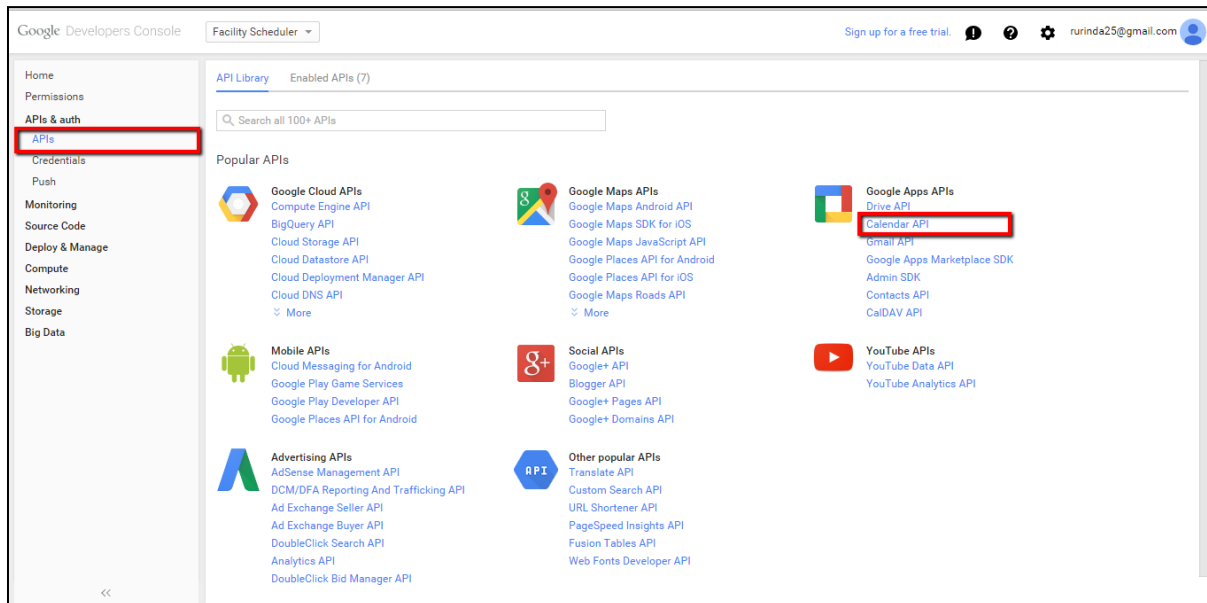 Google Developers Console
Facility Scheduler
Sign up for a free trial.
rurinda25@gmail.com
Home
Permissions
APIs & auth
APIs
Credentials
Push
Monitoring
Source Code
Deploy & Manage
Compute
Networking
Storage
Big Data
<<
API Library
Enabled APIs (7)
Search all 100+ APIs
Popular APIs
Google Cloud APIs
Compute Engine API
BigQuery API
Cloud Storage API
Cloud Datastore API
Cloud Deployment Manager API
Cloud DNS API
More
8
Google Maps APIs
Google Maps Android API
Google Maps SDK for iOS
Google Maps JavaScript API
Google Places API for Android
Google Places API for iOS
Google Maps Roads API
More
Google Apps APIs
Drive API
Calendar API
Gmail API
Google Apps Marketplace SDK
Admin SDK
Contacts API
CalDAV API
Mobile APIs
Cloud Messaging for Android
Google Play Game Services
Google Play Developer API
Google Places API for Android
8+
Social APIs
Google+ API
Blogger API
Google+ Pages API
Google+ Domains API
YouTube APIs
YouTube Data API
YouTube Analytics API
Advertising APIs
AdSense Management API
DCM/DFA Reporting And Trafficking API
Ad Exchange Seller API
Ad Exchange Buyer API
DoubleClick Search API
Analytics API
DoubleClick Bid Manager API
API
Other popular APIs
Translate API
Custom Search API
URL Shortener API
PageSpeed Insights API
Fusion Tables API
Web Fonts Developer API